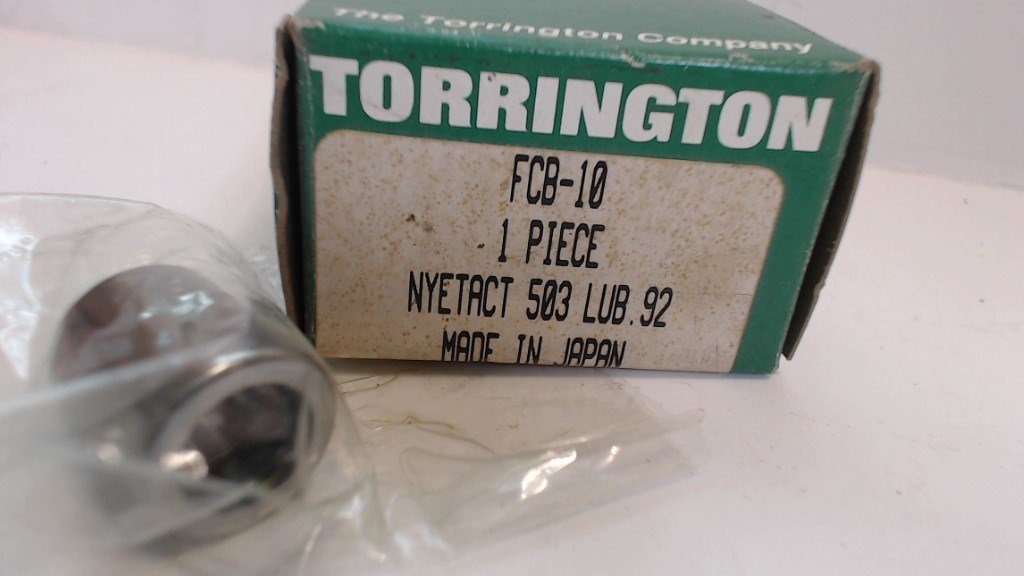 The Torrington Company
TORRINGTON
FCB-10
1 PIECE
NYETACT 503 LUB.92
MADE IN JAPAN